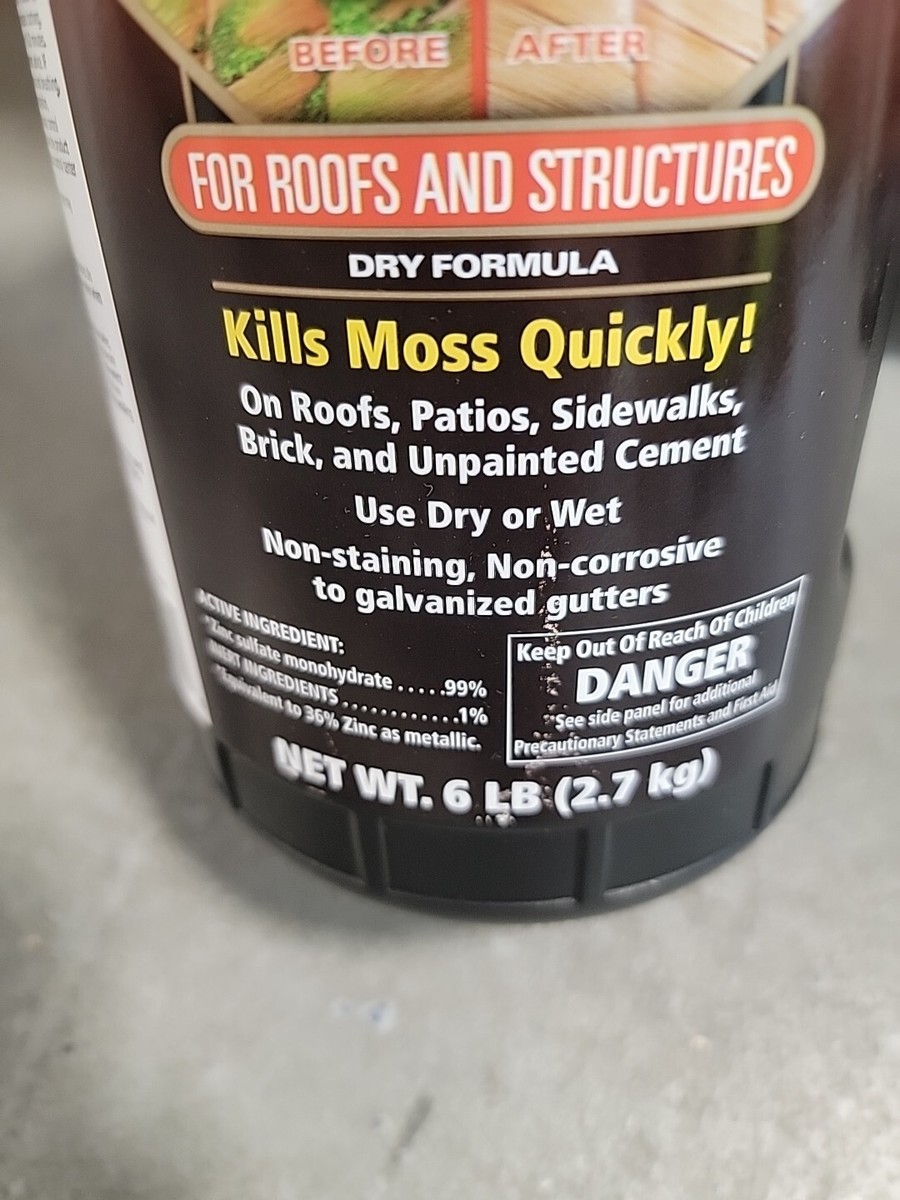 BEFORE AFTER
FOR ROOFS AND STRUCTURES
DRY FORMULA
Kills Moss Quickly!
On Roofs, Patios, Sidewalks,
Brick, and Unpainted Cement
Use Dry or Wet
Non-staining, Non-corrosive
to galvanized gutters
ACTIVE INGREDIENT:
*Zinc sulfate monohydrate .....99%
INERT INGREDIENTS ............1%
*Equivalent to 36% Zinc as metallic.
Keep Out Of Reach Of Children
DANGER
See side panel for additional
Precautionary Statements and First Aid
NET WT. 6 LB (2.7 kg)